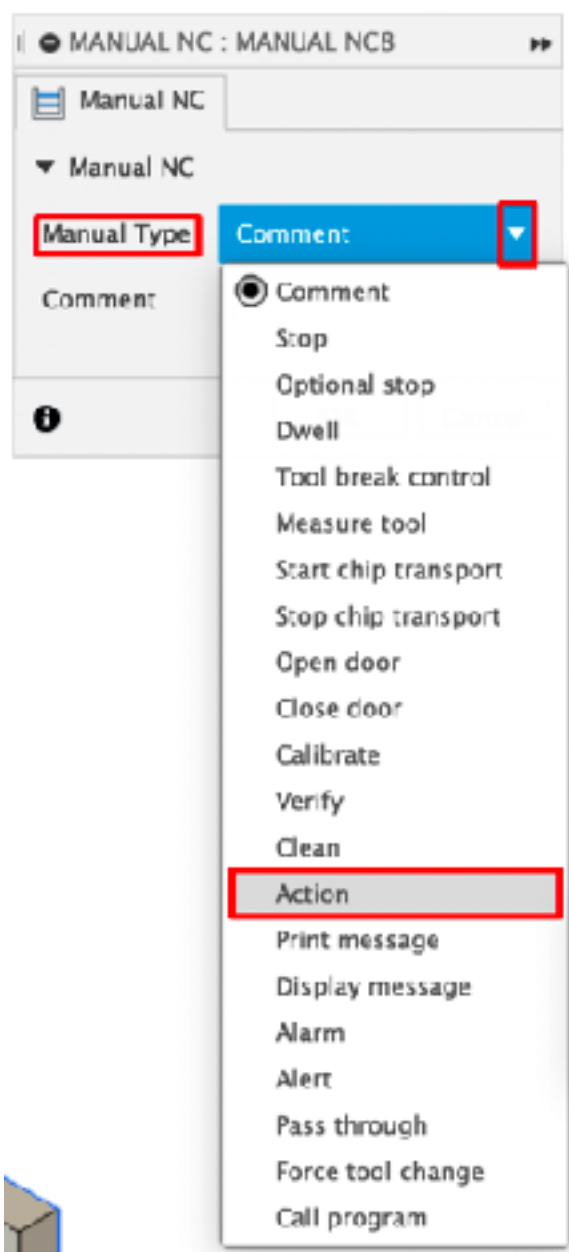 MANUAL NC : MANUAL NC8
Manual NC
Manual NC
Manual Type Comment
Comment
Comment
Stop
Optional stop
Dwell
Tool break control
Measure tool
Start chip transport
Stop chip transport
Open door
Close door
Calibrate
Verify
Clean
Action
Print message
Display message
Alarm
Alert
Pass through
Force tool change
Call program